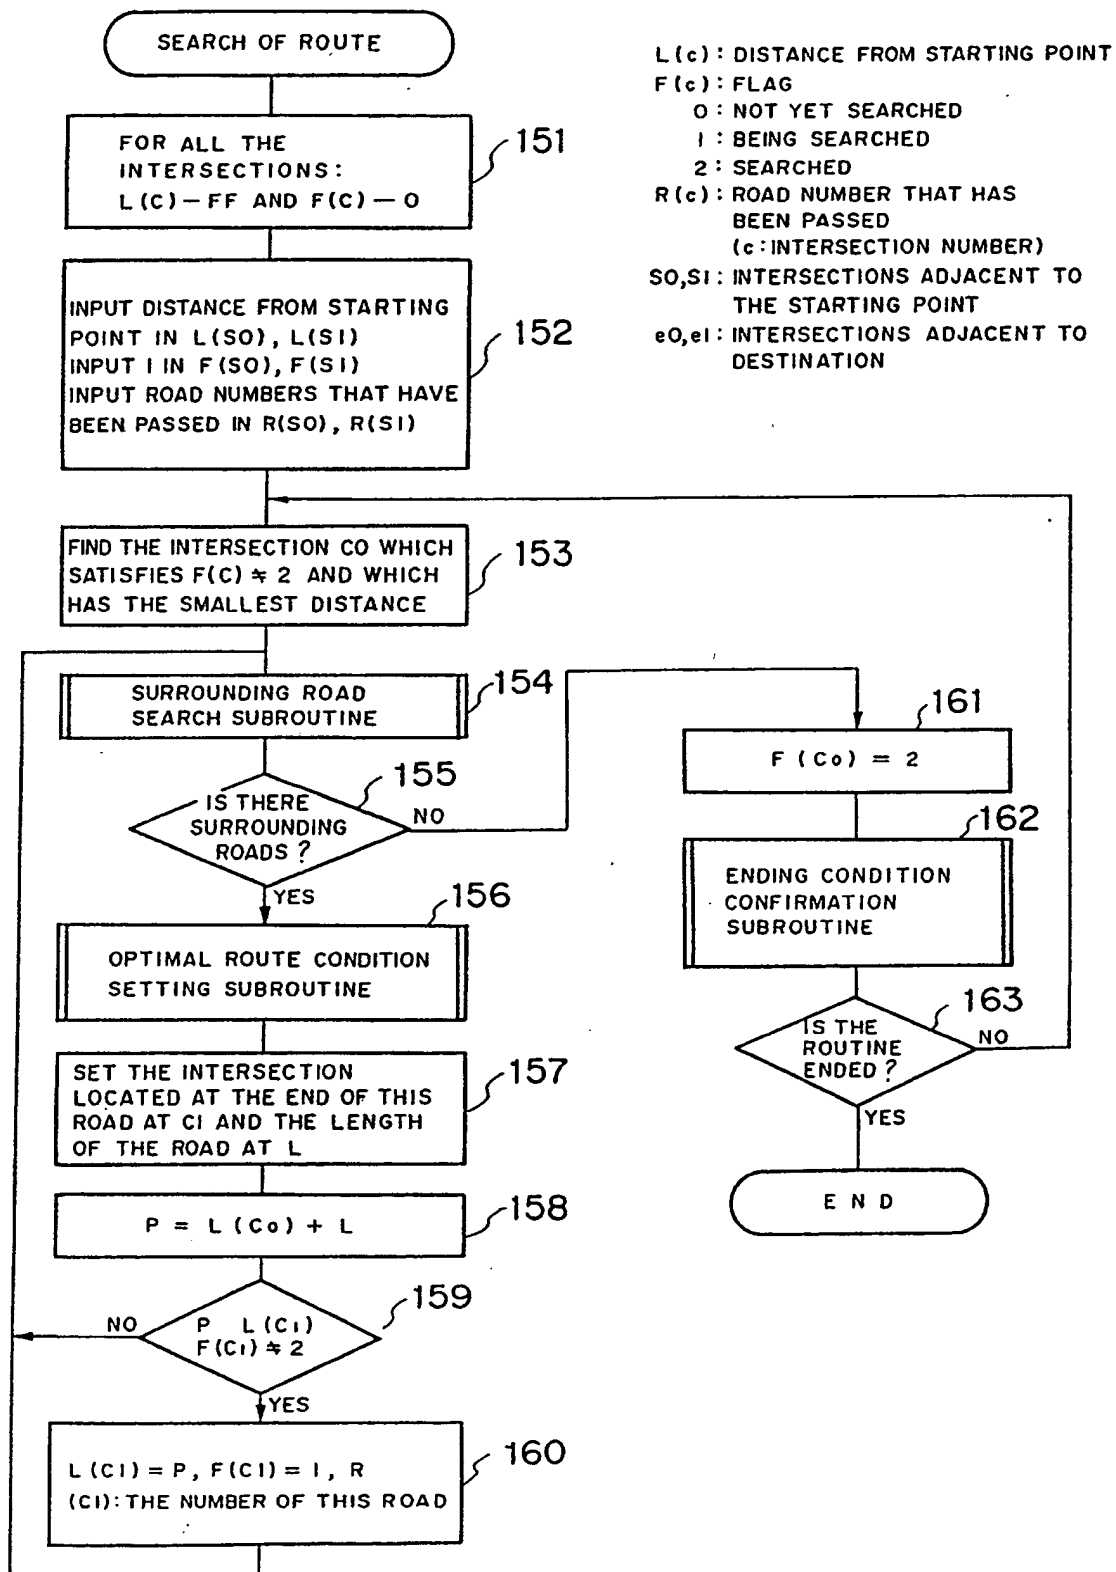 SEARCH OF ROUTE
L(c): DISTANCE FROM STARTING POINT
F(c): FLAG
0: NOT YET SEARCHED
1: BEING SEARCHED
2: SEARCHED
R(c): ROAD NUMBER THAT HAS
BEEN PASSED
(c: INTERSECTION NUMBER)
SO,SI: INTERSECTIONS ADJACENT TO
THE STARTING POINT
eO,eI: INTERSECTIONS ADJACENT TO
DESTINATION
151
FOR ALL THE
INTERSECTIONS:
L(C)—FF AND F(C)—O
152
INPUT DISTANCE FROM STARTING
POINT IN L(SO), L(SI)
INPUT I IN F(SO), F(SI)
INPUT ROAD NUMBERS THAT HAVE
BEEN PASSED IN R(SO), R(SI)
153
FIND THE INTERSECTION CO WHICH
SATISFIES F(C) ≒ 2 AND WHICH
HAS THE SMALLEST DISTANCE
154
SURROUNDING ROAD
SEARCH SUBROUTINE
155
IS THERE
SURROUNDING
ROADS?
NO
YES
156
OPTIMAL ROUTE CONDITION
SETTING SUBROUTINE
157
SET THE INTERSECTION
LOCATED AT THE END OF THIS
ROAD AT CI AND THE LENGTH
OF THE ROAD AT L
158
P = L(Co) + L
159
P L(CI)
F(CI) ≒ 2
NO
YES
160
L(CI)=P, F(CI)=I, R
(CI): THE NUMBER OF THIS ROAD
161
F(Co) = 2
162
ENDING CONDITION
CONFIRMATION
SUBROUTINE
163
IS THE
ROUTINE
ENDED?
NO
YES
END